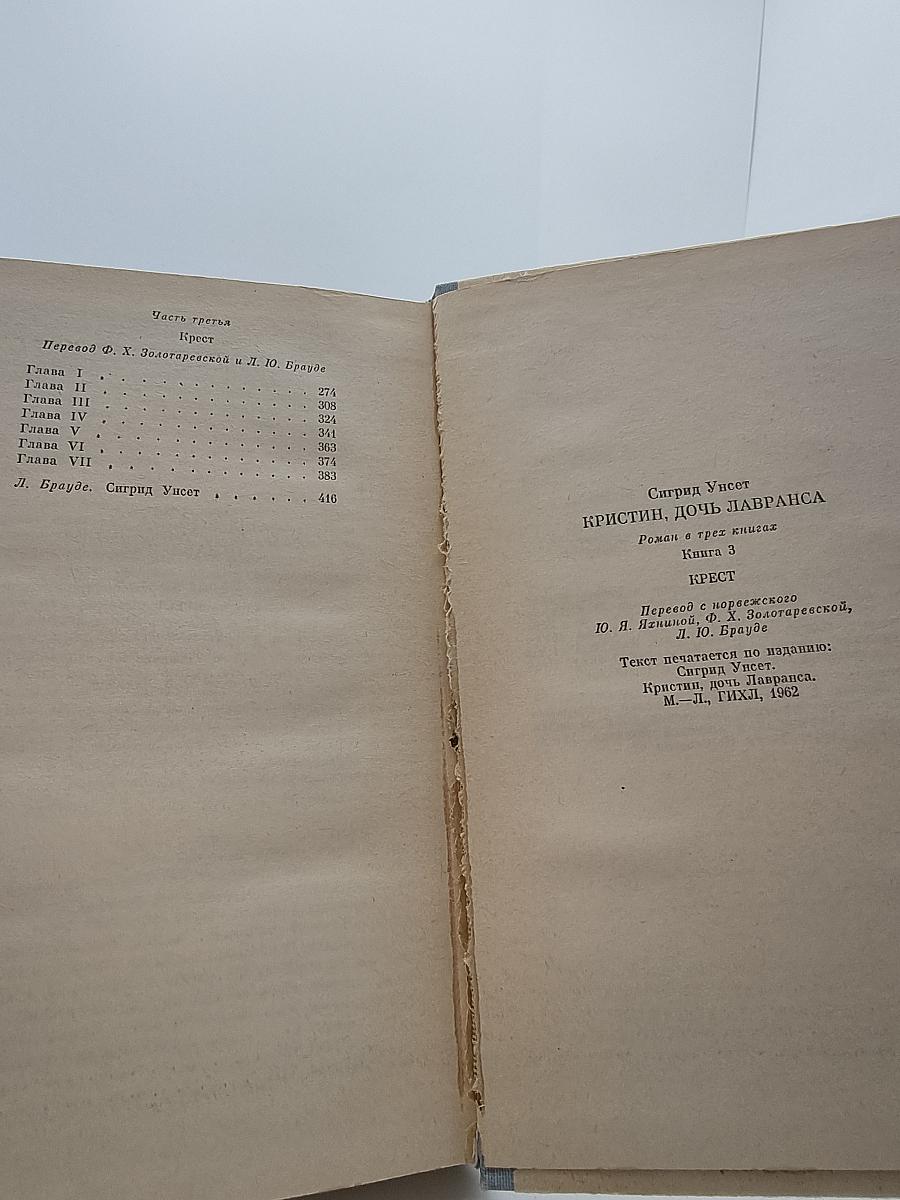 Часть третья
Крест
Перевод Ф. Х. Золотаревской и Л. Ю. Брауде
Глава I . . . . . . . . . . . . 274
Глава II . . . . . . . . . . . . 308
Глава III . . . . . . . . . . . . 324
Глава IV . . . . . . . . . . . . 341
Глава V . . . . . . . . . . . . 363
Глава VI . . . . . . . . . . . . 374
Глава VII . . . . . . . . . . . . 383
Л. Брауде. Сигрид Унсет . . . . . . 416
Сигрид Унсет
КРИСТИН, ДОЧЬ ЛАВРАНСА
Роман в трех книгах
Книга 3
КРЕСТ
Перевод с норвежского
Ю. Я. Яхниной, Ф. Х. Золотаревской,
Л. Ю. Брауде
Текст печатается по изданию:
Сигрид Унсет.
Кристин, дочь Лавранса.
М.—Л., ГИХЛ, 1962